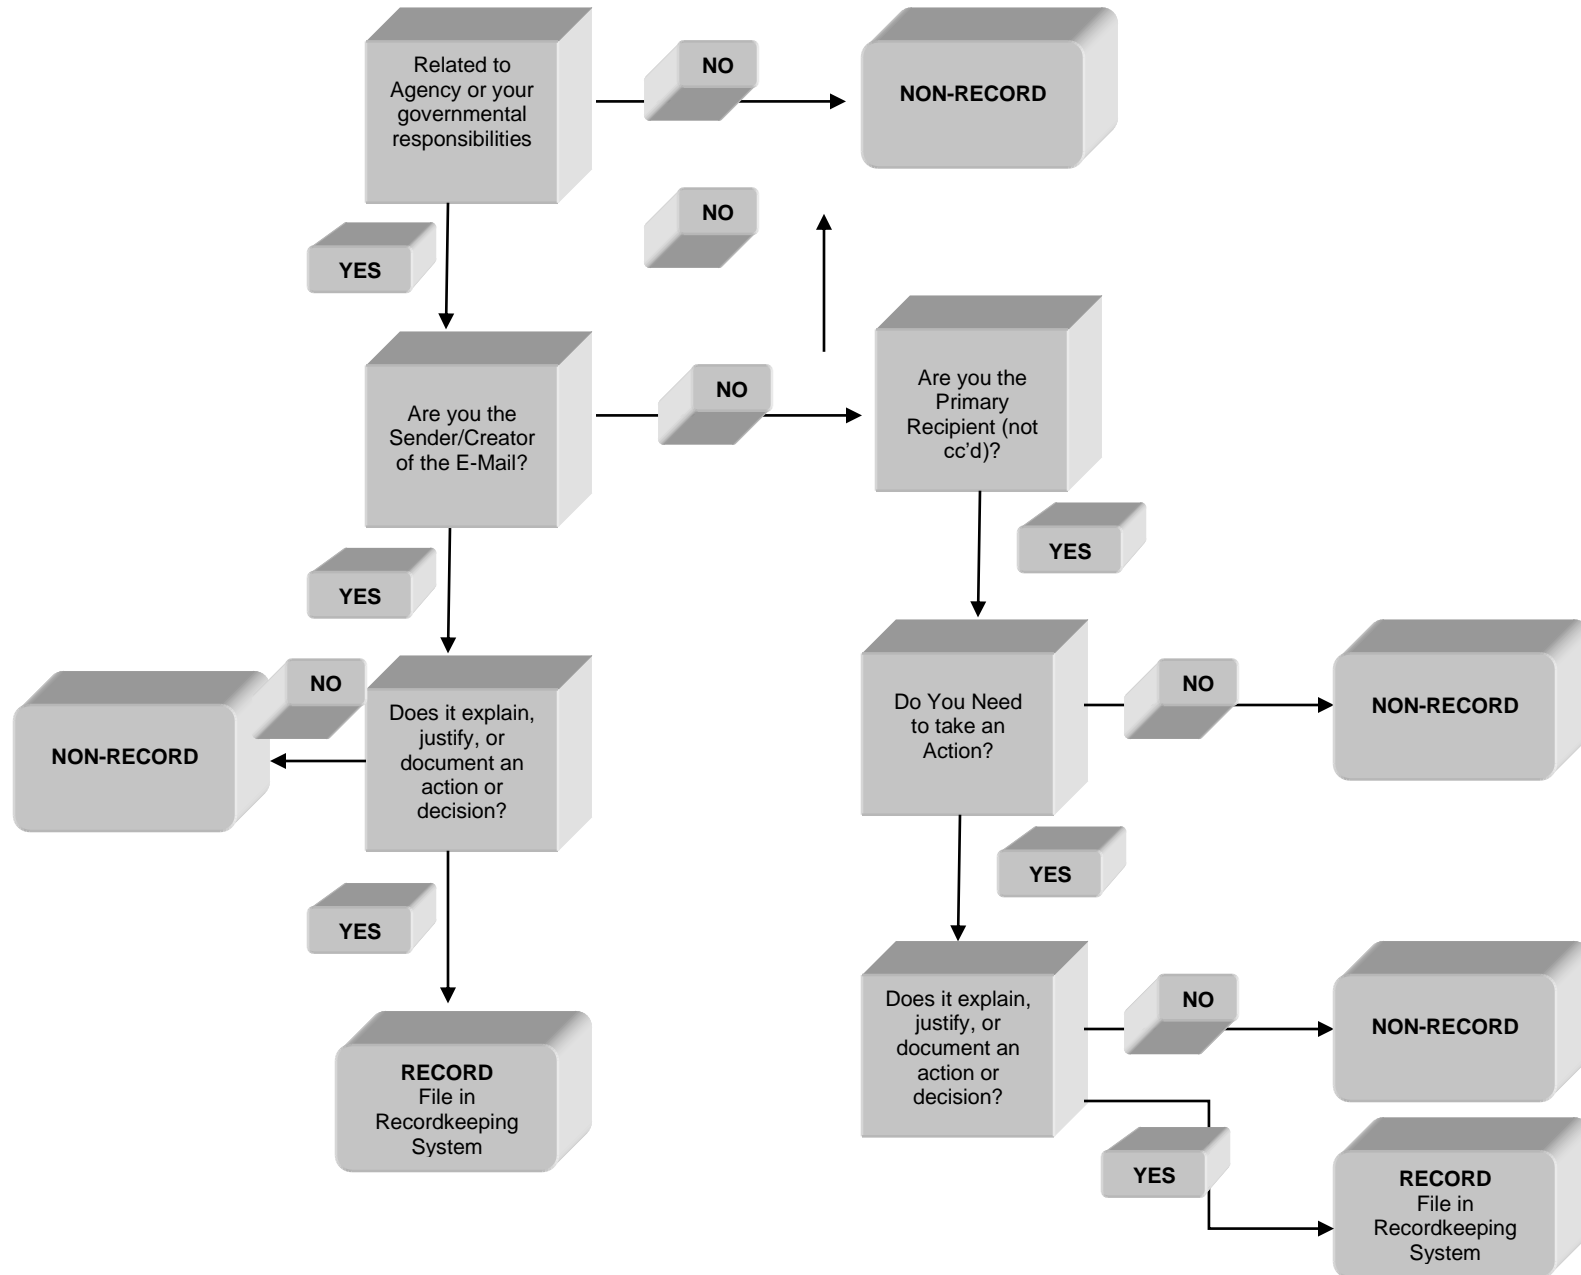 Related to
Agency or your
governmental
responsibilities
NO
NON-RECORD
NO
YES
Are you the
Sender/Creator
of the E-Mail?
NO
Are you the
Primary
Recipient (not
cc’d)?
YES
YES
NON-RECORD
NO
Does it explain,
justify, or
document an
action or
decision?
Do You Need
to take an
Action?
NO
NON-RECORD
YES
YES
RECORD
File in
Recordkeeping
System
Does it explain,
justify, or
document an
action or
decision?
NO
NON-RECORD
YES
RECORD
File in
Recordkeeping
System